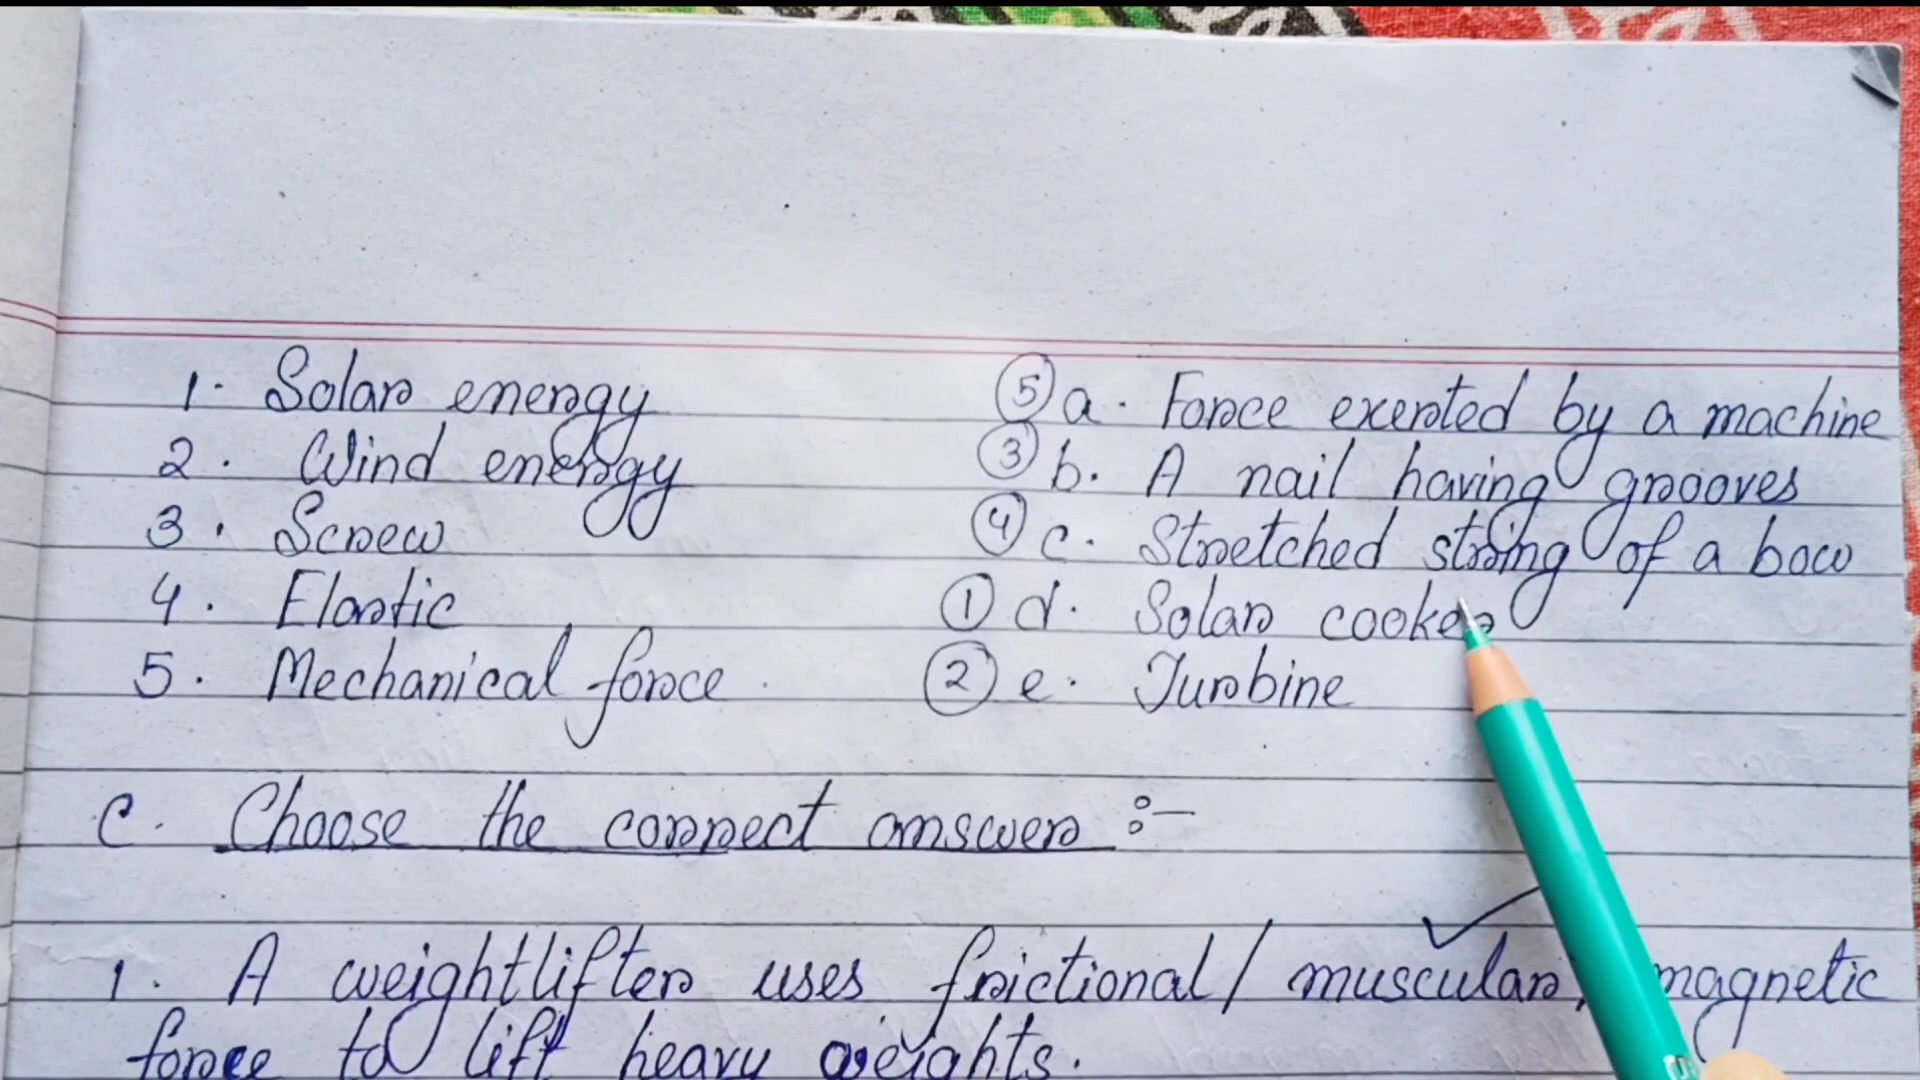 1. Solar energy ⑤ a. Force exerted by a machine
2. Wind energy ③ b. A nail having grooves
3. Screw ④ c. Stretched string of a bow
4. Elastic ① d. Solar cooker
5. Mechanical force ② e. Turbine
C. Choose the correct answer :-
1. A weightlifter uses frictional / muscular / magnetic
force to lift heavy weights.